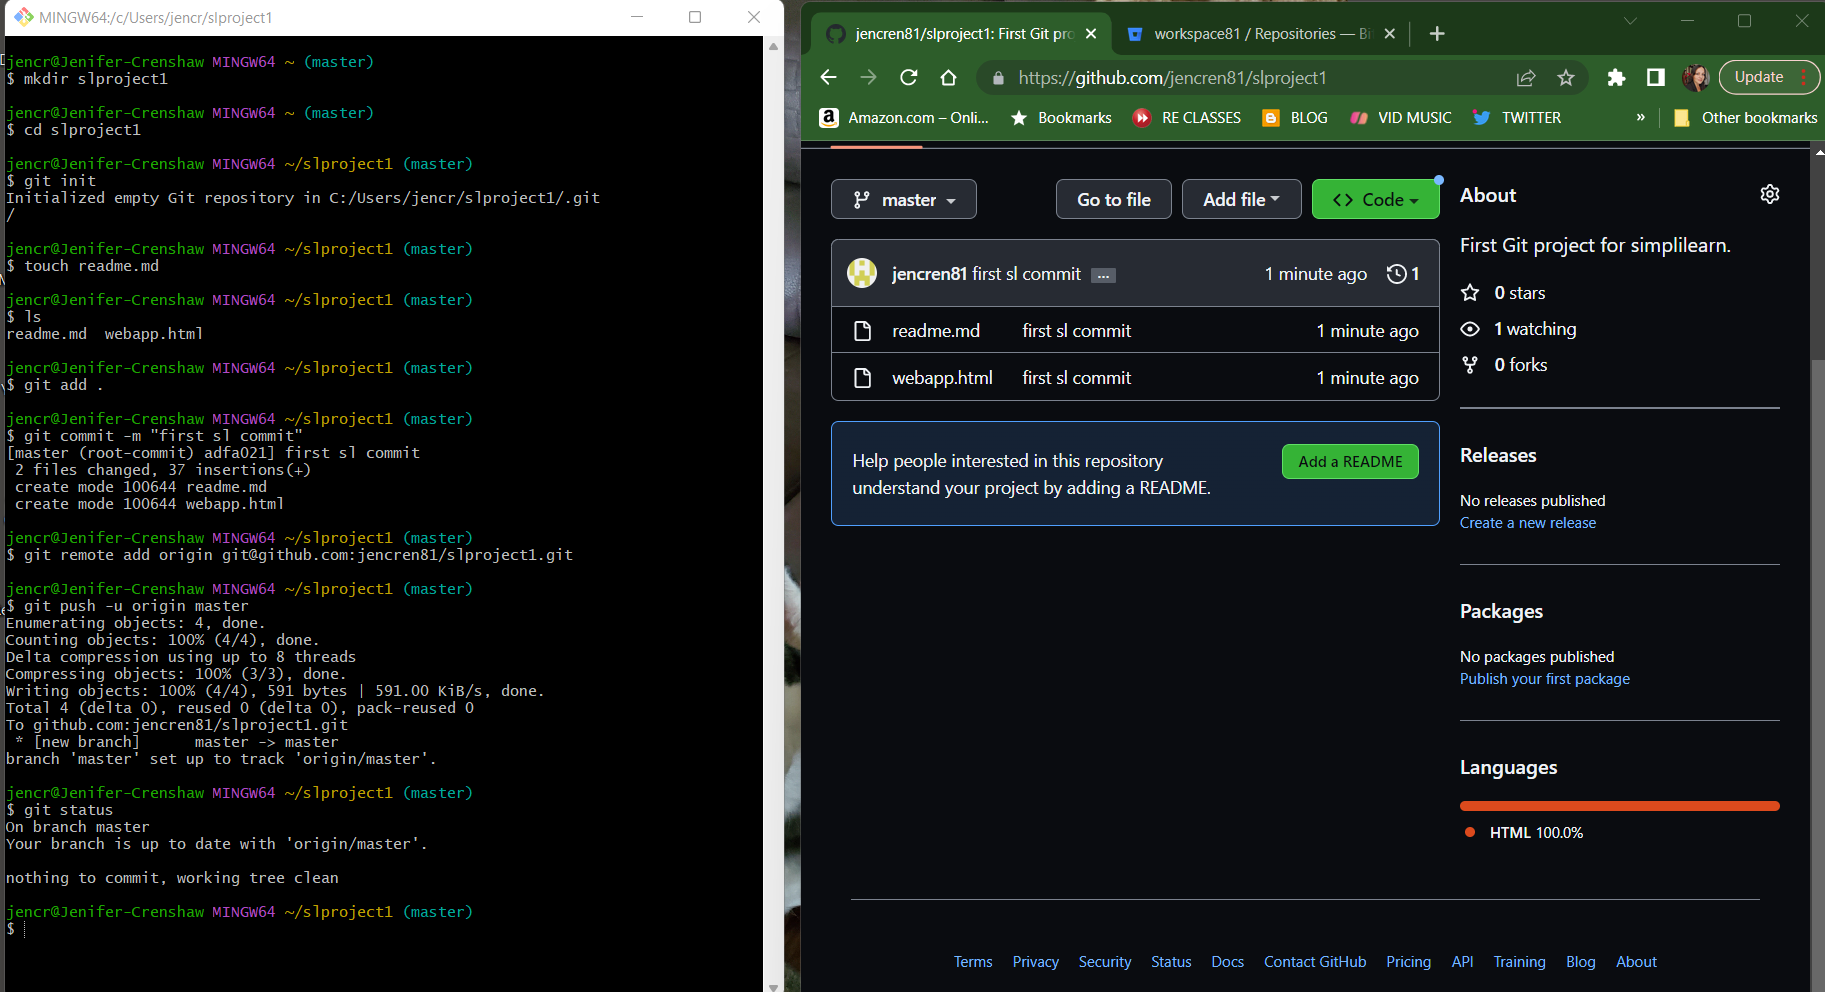 MINGW64:/c/Users/jencr/slproject1
jencr@Jenifer-Crenshaw MINGW64 ~ (master)
$ mkdir slproject1
jencr@Jenifer-Crenshaw MINGW64 ~ (master)
$ cd slproject1
jencr@Jenifer-Crenshaw MINGW64 ~/slproject1 (master)
$ git init
Initialized empty Git repository in C:/Users/jencr/slproject1/.git
/
jencr@Jenifer-Crenshaw MINGW64 ~/slproject1 (master)
$ touch readme.md
jencr@Jenifer-Crenshaw MINGW64 ~/slproject1 (master)
$ ls
readme.md  webapp.html
jencr@Jenifer-Crenshaw MINGW64 ~/slproject1 (master)
$ git add .
jencr@Jenifer-Crenshaw MINGW64 ~/slproject1 (master)
$ git commit -m "first sl commit"
[master (root-commit) adfa021] first sl commit
 2 files changed, 37 insertions(+)
 create mode 100644 readme.md
 create mode 100644 webapp.html
jencr@Jenifer-Crenshaw MINGW64 ~/slproject1 (master)
$ git remote add origin git@github.com:jencren81/slproject1.git
jencr@Jenifer-Crenshaw MINGW64 ~/slproject1 (master)
$ git push -u origin master
Enumerating objects: 4, done.
Counting objects: 100% (4/4), done.
Delta compression using up to 8 threads
Compressing objects: 100% (3/3), done.
Writing objects: 100% (4/4), 591 bytes | 591.00 KiB/s, done.
Total 4 (delta 0), reused 0 (delta 0), pack-reused 0
To github.com:jencren81/slproject1.git
 * [new branch]      master -> master
branch 'master' set up to track 'origin/master'.
jencr@Jenifer-Crenshaw MINGW64 ~/slproject1 (master)
$ git status
On branch master
Your branch is up to date with 'origin/master'.
nothing to commit, working tree clean
jencr@Jenifer-Crenshaw MINGW64 ~/slproject1 (master)
$
jencren81/slproject1: First Git pro
workspace81 / Repositories — Bi
https://github.com/jencren81/slproject1
Update
Amazon.com – Onli...
Bookmarks
RE CLASSES
BLOG
VID MUSIC
TWITTER
»
Other bookmarks
master
Go to file
Add file
Code
jencren81 first sl commit ...
1 minute ago
1
readme.md first sl commit 1 minute ago
webapp.html first sl commit 1 minute ago
Help people interested in this repository
understand your project by adding a README.
Add a README
About
First Git project for simplilearn.
0 stars
1 watching
0 forks
Releases
No releases published
Create a new release
Packages
No packages published
Publish your first package
Languages
HTML 100.0%
Terms Privacy Security Status Docs Contact GitHub Pricing API Training Blog About